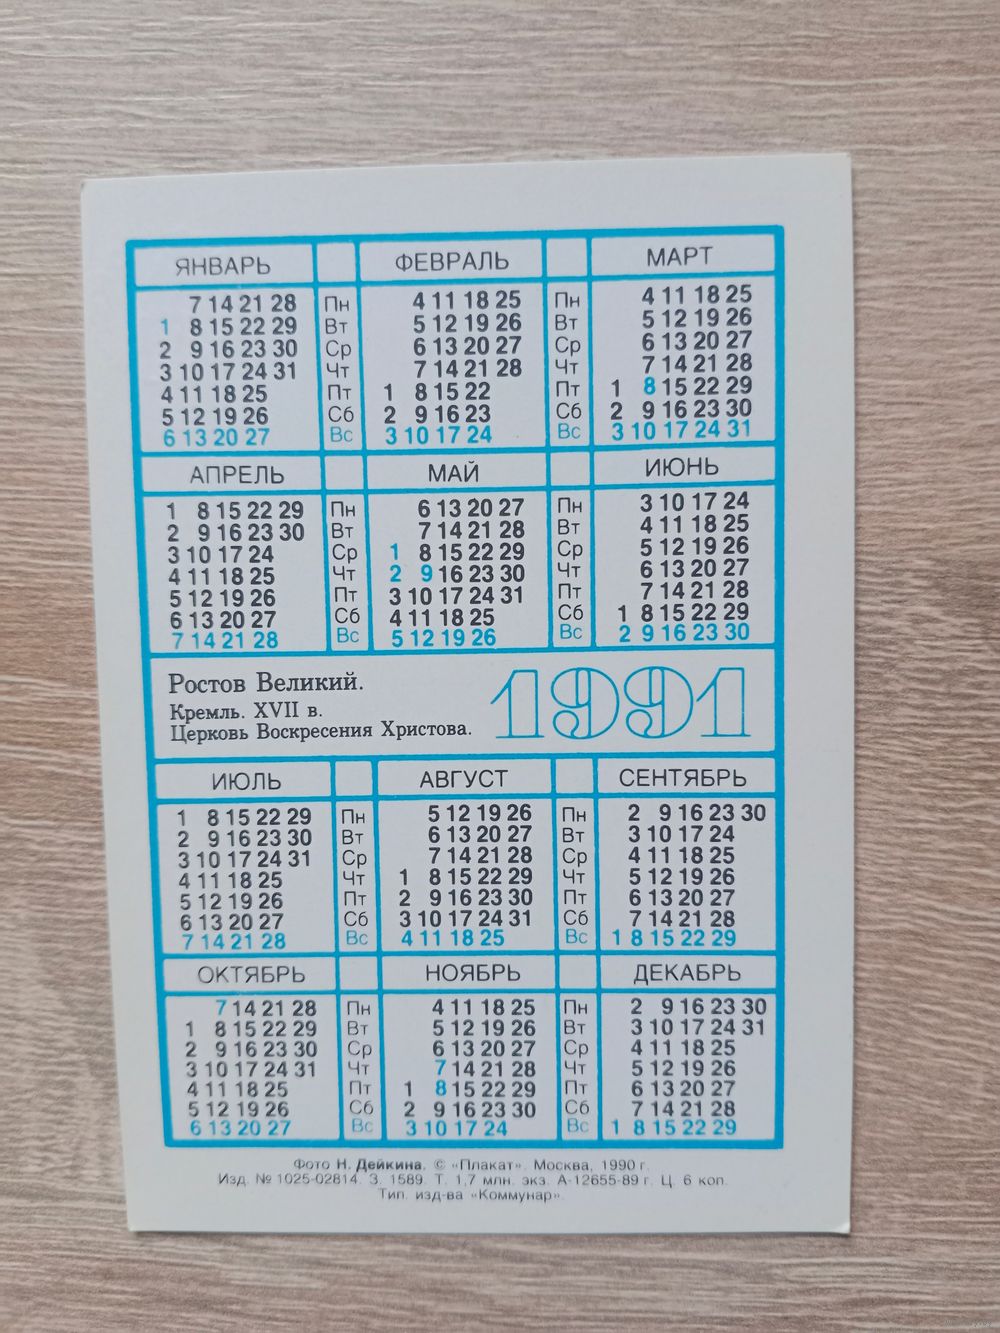 ЯНВАРЬ ФЕВРАЛЬ МАРТ
7 14 21 28 Пн 4 11 18 25 Пн 4 11 18 25
1 8 15 22 29 Вт 5 12 19 26 Вт 5 12 19 26
2 9 16 23 30 Ср 6 13 20 27 Ср 6 13 20 27
3 10 17 24 31 Чт 7 14 21 28 Чт 7 14 21 28
4 11 18 25 Пт 1 8 15 22 Пт 1 8 15 22 29
5 12 19 26 Сб 2 9 16 23 Сб 2 9 16 23 30
6 13 20 27 Вс 3 10 17 24 Вс 3 10 17 24 31
АПРЕЛЬ МАЙ ИЮНЬ
1 8 15 22 29 Пн 6 13 20 27 Пн 3 10 17 24
2 9 16 23 30 Вт 7 14 21 28 Вт 4 11 18 25
3 10 17 24 Ср 1 8 15 22 29 Ср 5 12 19 26
4 11 18 25 Чт 2 9 16 23 30 Чт 6 13 20 27
5 12 19 26 Пт 3 10 17 24 31 Пт 7 14 21 28
6 13 20 27 Сб 4 11 18 25 Сб 1 8 15 22 29
7 14 21 28 Вс 5 12 19 26 Вс 2 9 16 23 30
Ростов Великий.
Кремль. XVII в.
Церковь Воскресения Христова.
1991
ИЮЛЬ АВГУСТ СЕНТЯБРЬ
1 8 15 22 29 Пн 5 12 19 26 Пн 2 9 16 23 30
2 9 16 23 30 Вт 6 13 20 27 Вт 3 10 17 24
3 10 17 24 31 Ср 7 14 21 28 Ср 4 11 18 25
4 11 18 25 Чт 1 8 15 22 29 Чт 5 12 19 26
5 12 19 26 Пт 2 9 16 23 30 Пт 6 13 20 27
6 13 20 27 Сб 3 10 17 24 31 Сб 7 14 21 28
7 14 21 28 Вс 4 11 18 25 Вс 1 8 15 22 29
ОКТЯБРЬ НОЯБРЬ ДЕКАБРЬ
7 14 21 28 Пн 4 11 18 25 Пн 2 9 16 23 30
1 8 15 22 29 Вт 5 12 19 26 Вт 3 10 17 24 31
2 9 16 23 30 Ср 6 13 20 27 Ср 4 11 18 25
3 10 17 24 31 Чт 7 14 21 28 Чт 5 12 19 26
4 11 18 25 Пт 1 8 15 22 29 Пт 6 13 20 27
5 12 19 26 Сб 2 9 16 23 30 Сб 7 14 21 28
6 13 20 27 Вс 3 10 17 24 Вс 1 8 15 22 29
Фото Н. Дейкина. © «Плакат». Москва, 1990 г.
Изд. № 1025-02814. З. 1589. Т. 1,7 млн. экз. А-12655-89 г. Ц. 6 коп.
Тип. изд-ва «Коммунар».